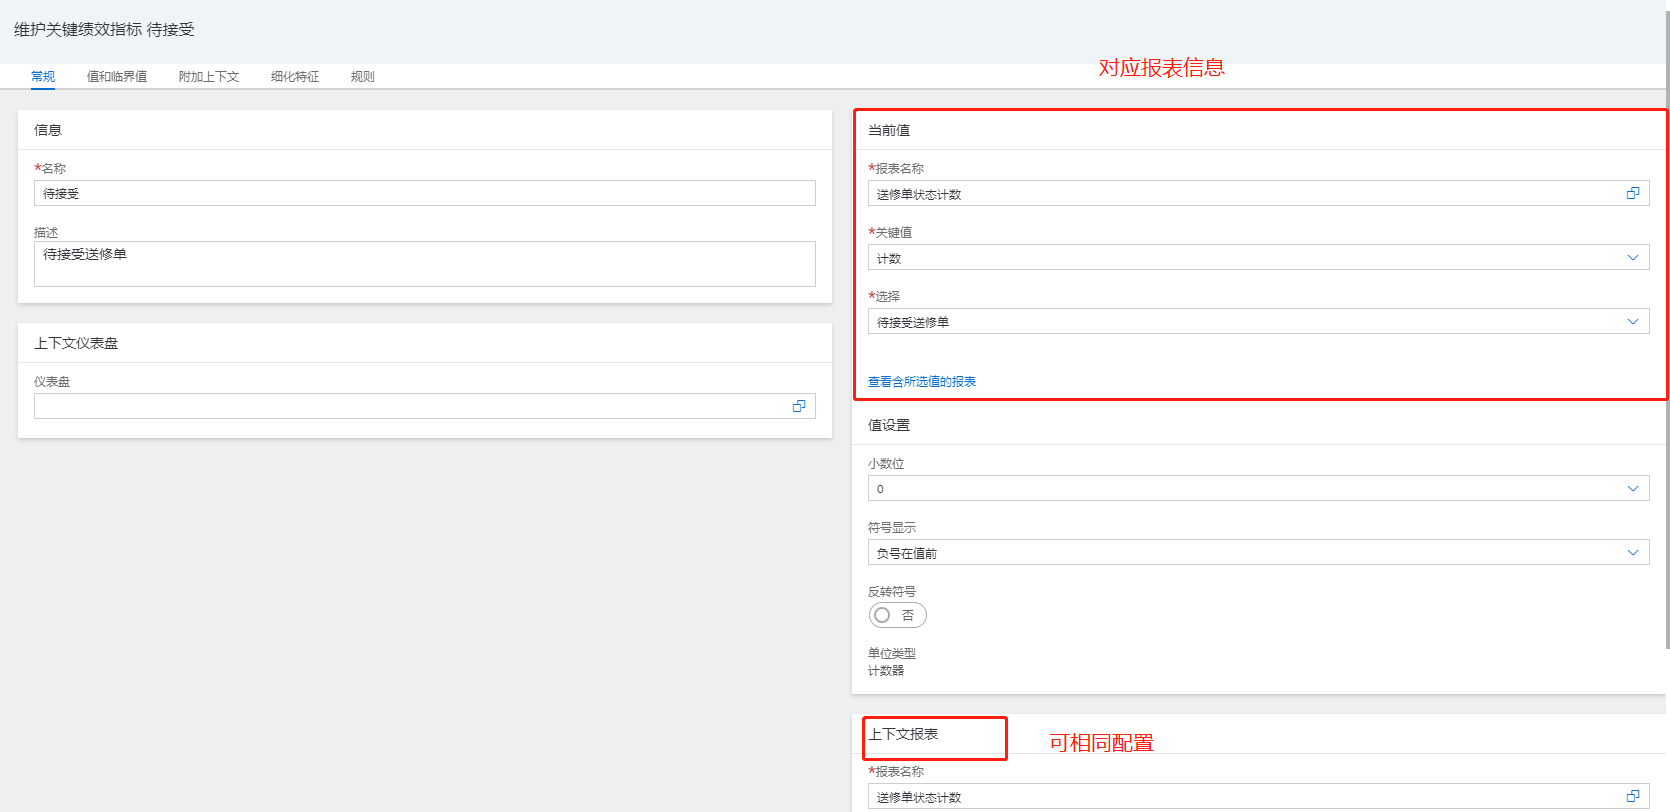 维护关键绩效指标 待接受
常规 值和临界值 附加上下文 细化特征 规则
对应报表信息
信息
*名称
待接受
描述
待接受送修单
上下文仪表盘
仪表盘
当前值
*报表名称
送修单状态计数
*关键值
计数
*选择
待接受送修单
查看含所选值的报表
值设置
小数位
0
符号显示
负号在值前
反转符号
否
单位类型
计数器
上下文报表
可相同配置
*报表名称
送修单状态计数